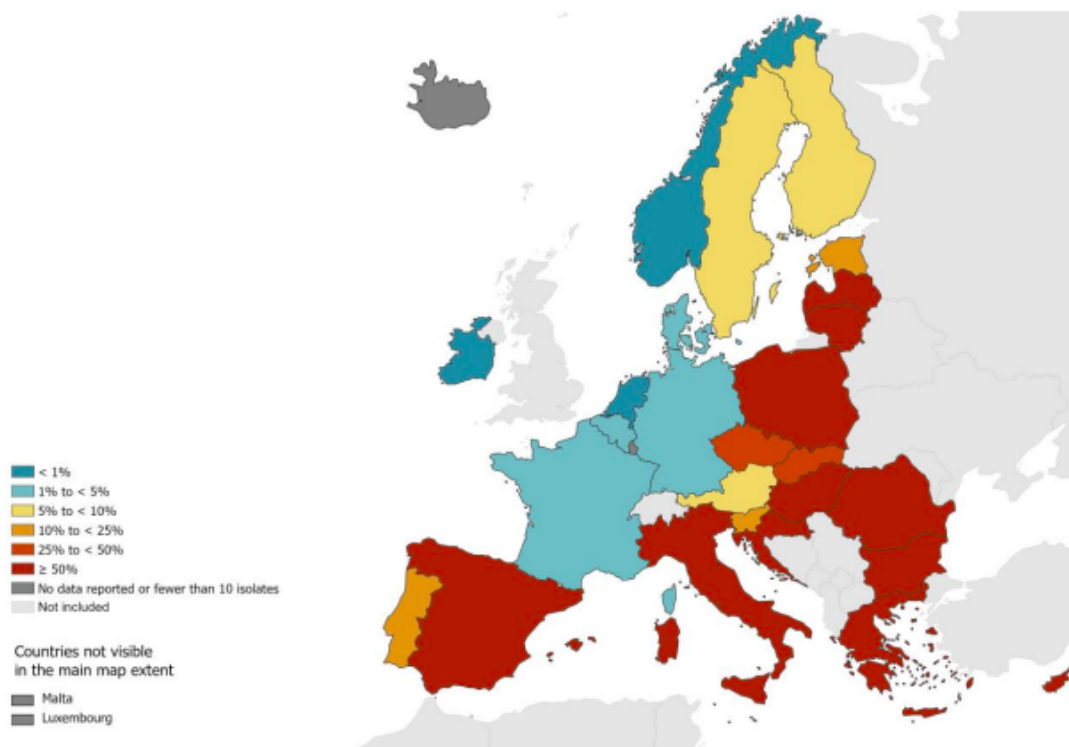 < 1%
1% to < 5%
5% to < 10%
10% to < 25%
25% to < 50%
≥ 50%
No data reported or fewer than 10 isolates
Not included
Countries not visible
in the main map extent
Malta
Luxembourg